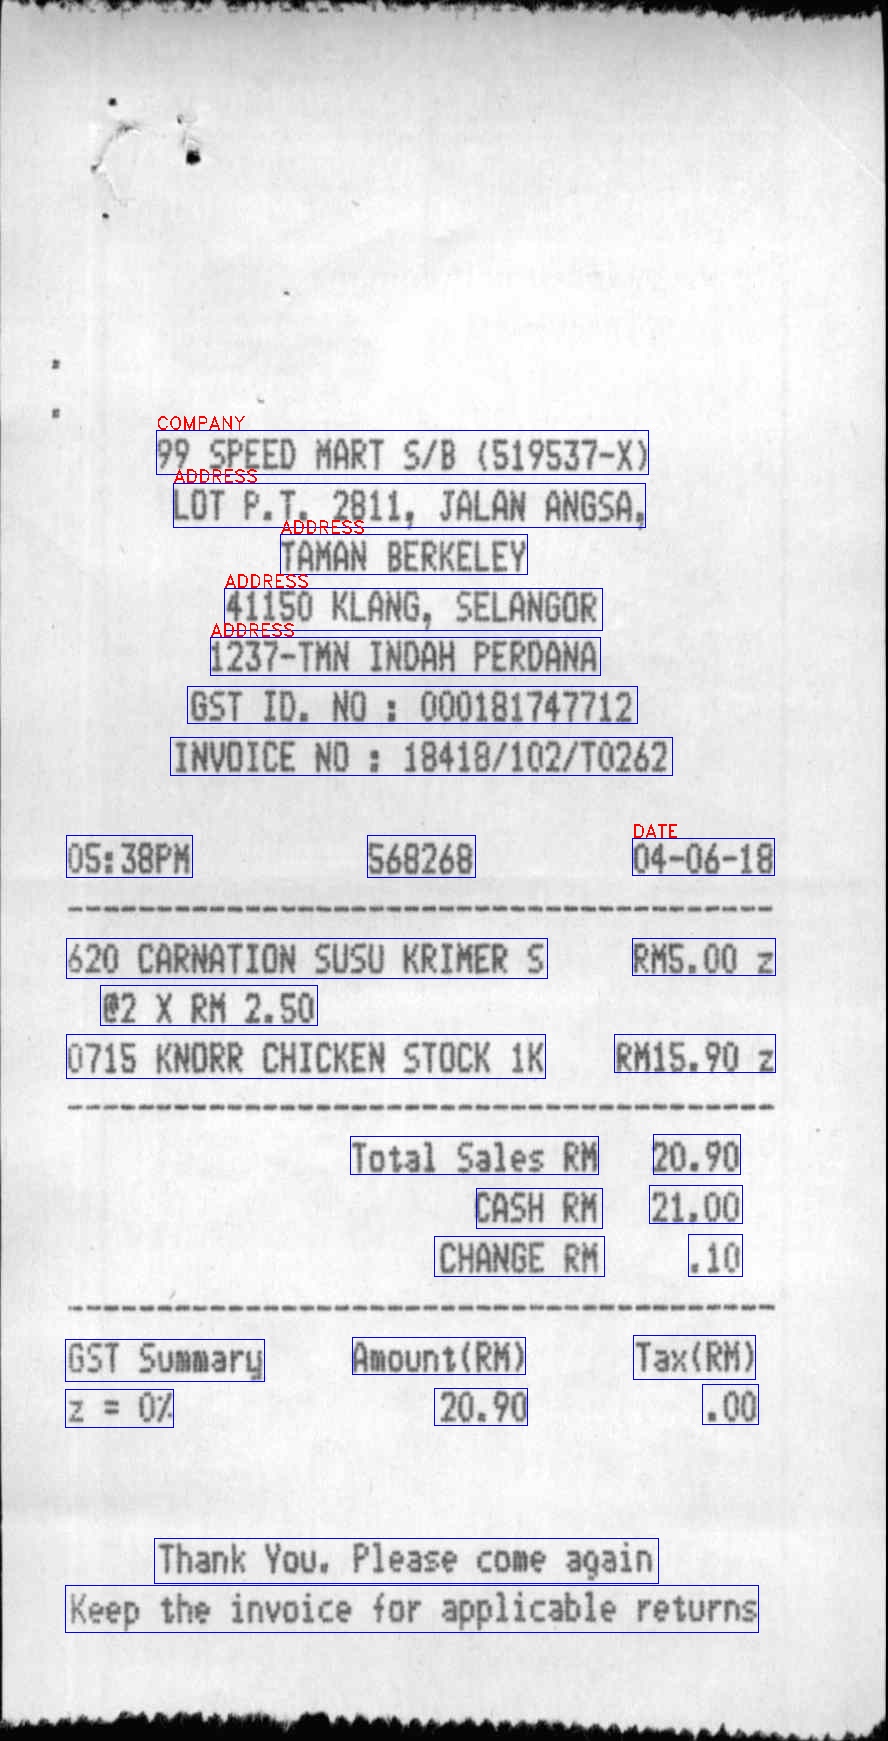 COMPANY
99 SPEED MART S/B (519537-X)
ADDRESS
LOT P.T. 2811, JALAN ANGSA,
ADDRESS
TAMAN BERKELEY
ADDRESS
41150 KLANG, SELANGOR
ADDRESS
1237-TMN INDAH PERDANA
GST ID. NO : 000181747712
INVOICE NO : 18418/102/T0262
DATE
05:38PM 568268 04-06-18
620 CARNATION SUSU KRIMER S RM5.00 z
@2 X RM 2.50
0715 KNORR CHICKEN STOCK 1K RM15.90 z
Total Sales RM 20.90
CASH RM 21.00
CHANGE RM .10
GST Summary Amount(RM) Tax(RM)
z = 0% 20.90 .00
Thank You. Please come again
Keep the invoice for applicable returns